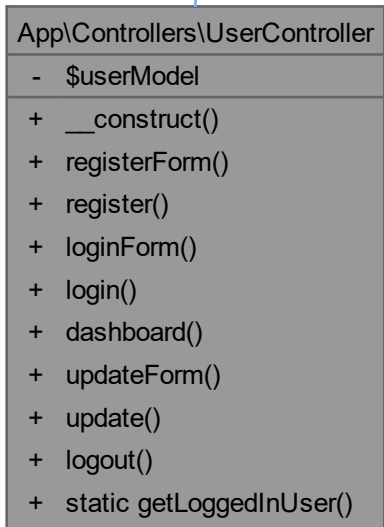 App\Controllers\UserController
- $userModel
+ __construct()
+ registerForm()
+ register()
+ loginForm()
+ login()
+ dashboard()
+ updateForm()
+ update()
+ logout()
+ static getLoggedInUser()